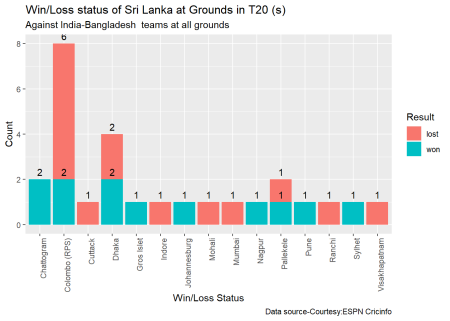 Win/Loss status of Sri Lanka at Grounds in T20 (s)
Against India-Bangladesh  teams at all grounds
Count
8
6
4
2
0
6
2
2
2
2
1
1
1
1
1
1
1
2
1
1
1
1
1
Chattogram
Colombo (RPS)
Cuttack
Dhaka
Gros Islet
Indore
Johannesburg
Mohali
Mumbai
Nagpur
Pallekele
Pune
Ranchi
Sylhet
Visakhapatnam
Win/Loss Status
Result
lost
won
Data source-Courtesy:ESPN Cricinfo